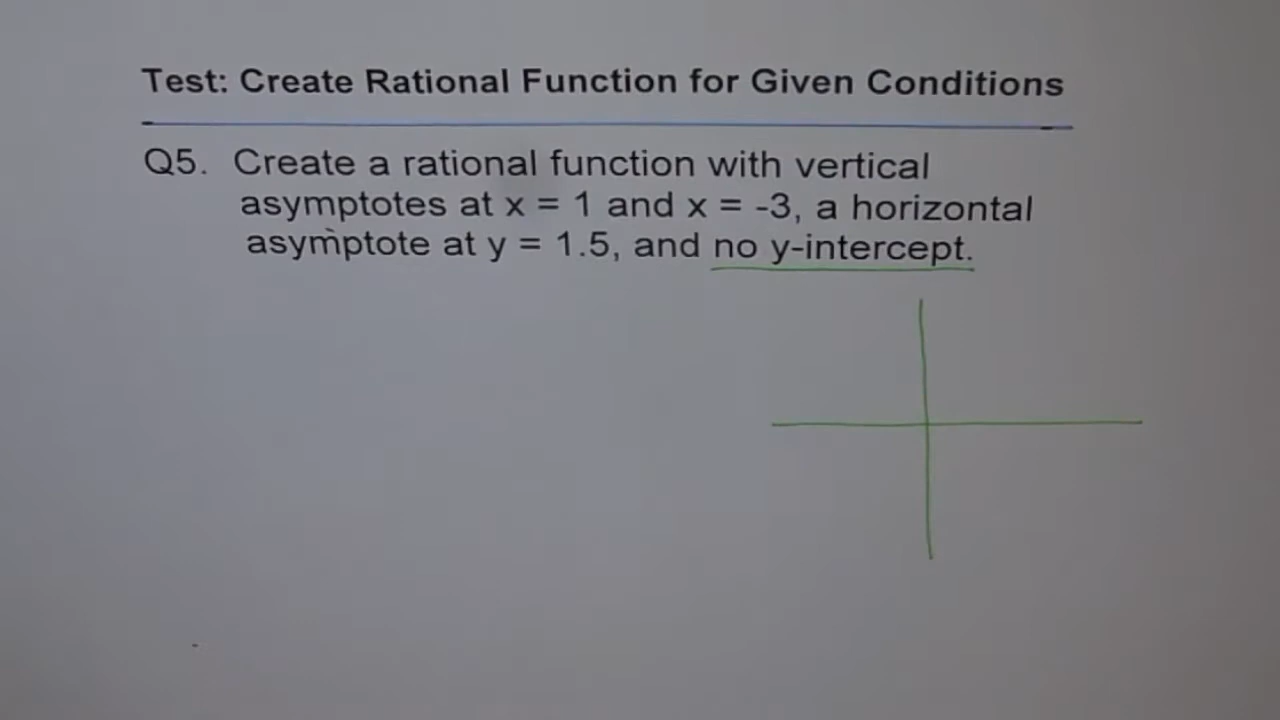 Test: Create Rational Function for Given Conditions
Q5. Create a rational function with vertical
asymptotes at x = 1 and x = -3, a horizontal
asymptote at y = 1.5, and no y-intercept.